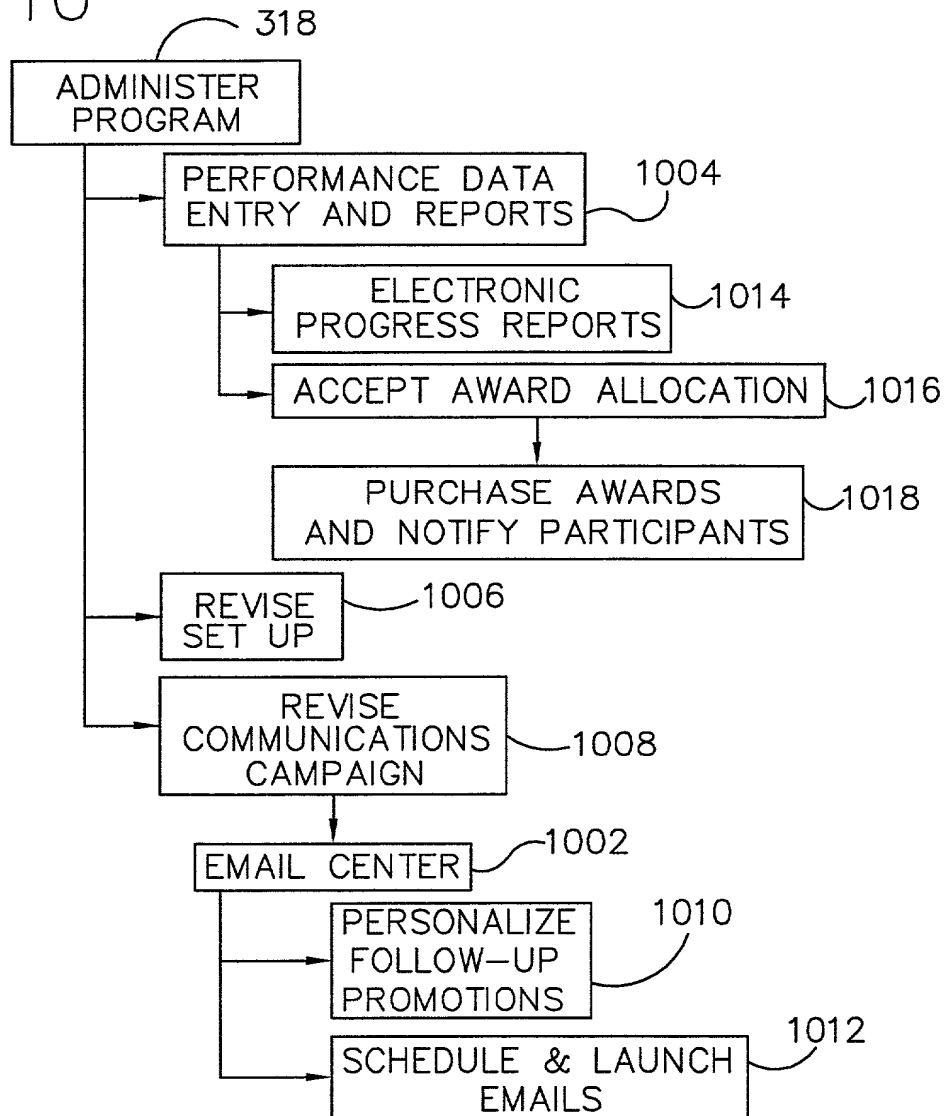 10
318
ADMINISTER
PROGRAM
PERFORMANCE DATA
ENTRY AND REPORTS
1004
ELECTRONIC
PROGRESS REPORTS
1014
ACCEPT AWARD ALLOCATION
1016
PURCHASE AWARDS
AND NOTIFY PARTICIPANTS
1018
REVISE
SET UP
1006
REVISE
COMMUNICATIONS
CAMPAIGN
1008
EMAIL CENTER
1002
PERSONALIZE
FOLLOW-UP
PROMOTIONS
1010
SCHEDULE & LAUNCH
EMAILS
1012